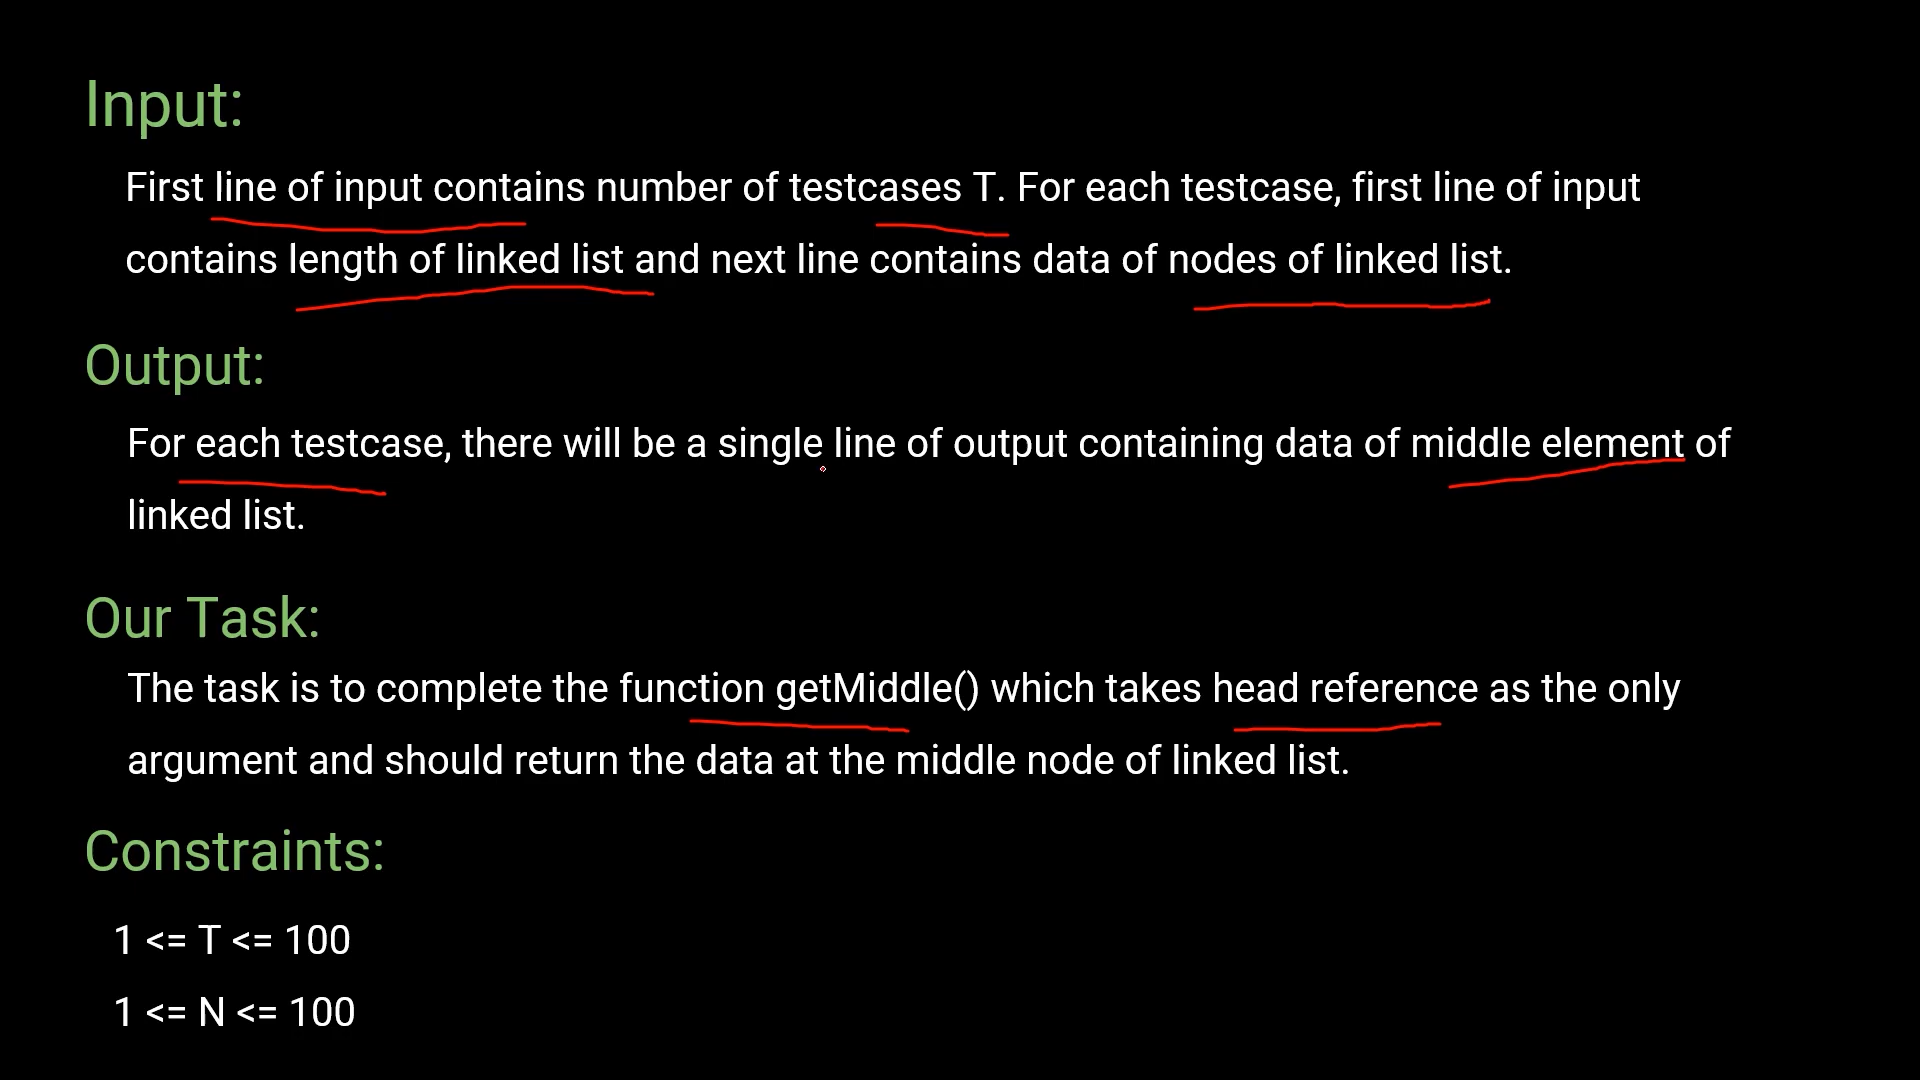 Input:
First line of input contains number of testcases T. For each testcase, first line of input
contains length of linked list and next line contains data of nodes of linked list.
Output:
For each testcase, there will be a single line of output containing data of middle element of
linked list.
Our Task:
The task is to complete the function getMiddle() which takes head reference as the only
argument and should return the data at the middle node of linked list.
Constraints:
1 <= T <= 100
1 <= N <= 100